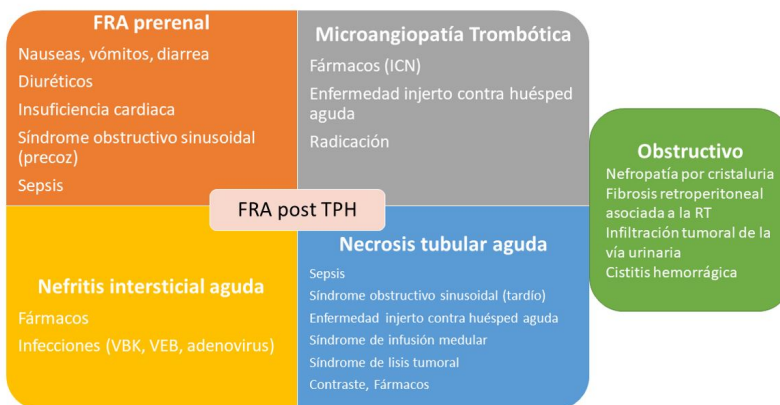 FRA prerenal
Nauseas, vómitos, diarrea
Diuréticos
Insuficiencia cardiaca
Síndrome obstructivo sinusoidal
(precoz)
Sepsis
Microangiopatía Trombótica
Fármacos (ICN)
Enfermedad injerto contra huésped
aguda
Radicación
Obstructivo
Nefropatía por cristaluria
Fibrosis retroperitoneal
asociada a la RT
Infiltración tumoral de la
vía urinaria
Cistitis hemorrágica
FRA post TPH
Nefritis intersticial aguda
Fármacos
Infecciones (VBK, VEB, adenovirus)
Necrosis tubular aguda
Sepsis
Síndrome obstructivo sinusoidal (tardío)
Enfermedad injerto contra huésped aguda
Síndrome de infusión medular
Síndrome de lisis tumoral
Contraste, Fármacos